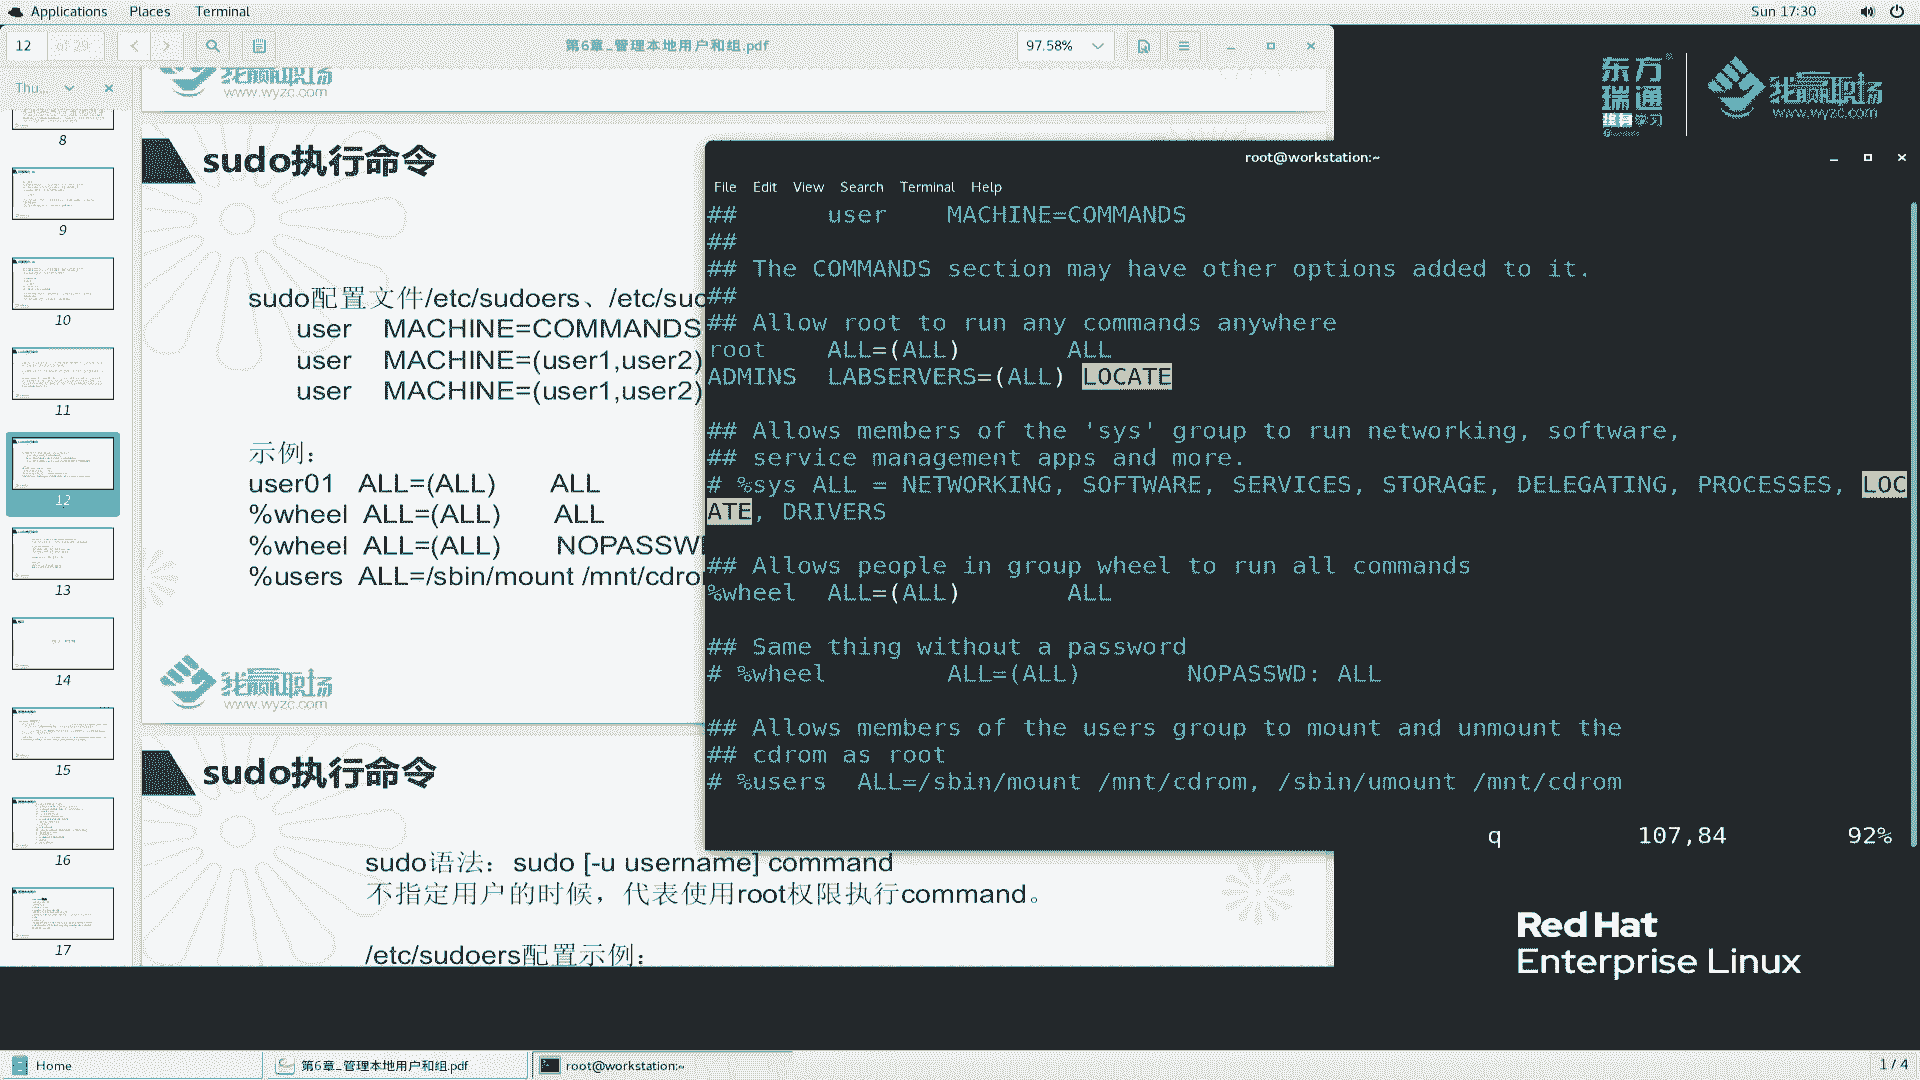 Applications Places Terminal Sun 17:30
12 of 29 第6章_管理本地用户和组.pdf 97.58%
Thu...
8
9
10
11
12
13
14
15
16
17
我赢职场
www.wyzc.com
sudo执行命令
sudo配置文件/etc/sudoers、/etc/sud
user MACHINE=COMMANDS
user MACHINE=(user1,user2)
user MACHINE=(user1,user2)
示例：
user01 ALL=(ALL) ALL
%wheel ALL=(ALL) ALL
%wheel ALL=(ALL) NOPASSW
%users ALL=/sbin/mount /mnt/cdro
我赢职场
www.wyzc.com
sudo执行命令
sudo语法：sudo [-u username] command
不指定用户的时候，代表使用root权限执行command。
/etc/sudoers配置示例：
东方
瑞通
学习
我赢职场
www.wyzc.com
root@workstation:~
File Edit View Search Terminal Help
## user MACHINE=COMMANDS
##
## The COMMANDS section may have other options added to it.
##
## Allow root to run any commands anywhere
root ALL=(ALL) ALL
ADMINS LABSERVERS=(ALL) LOCATE
## Allows members of the 'sys' group to run networking, software,
## service management apps and more.
# %sys ALL = NETWORKING, SOFTWARE, SERVICES, STORAGE, DELEGATING, PROCESSES, LOC
ATE, DRIVERS
## Allows people in group wheel to run all commands
%wheel ALL=(ALL) ALL
## Same thing without a password
# %wheel ALL=(ALL) NOPASSWD: ALL
## Allows members of the users group to mount and unmount the
## cdrom as root
# %users ALL=/sbin/mount /mnt/cdrom, /sbin/umount /mnt/cdrom
q 107,84 92%
Red Hat
Enterprise Linux
Home 第6章_管理本地用户和组.pdf root@workstation:~ 1 / 4